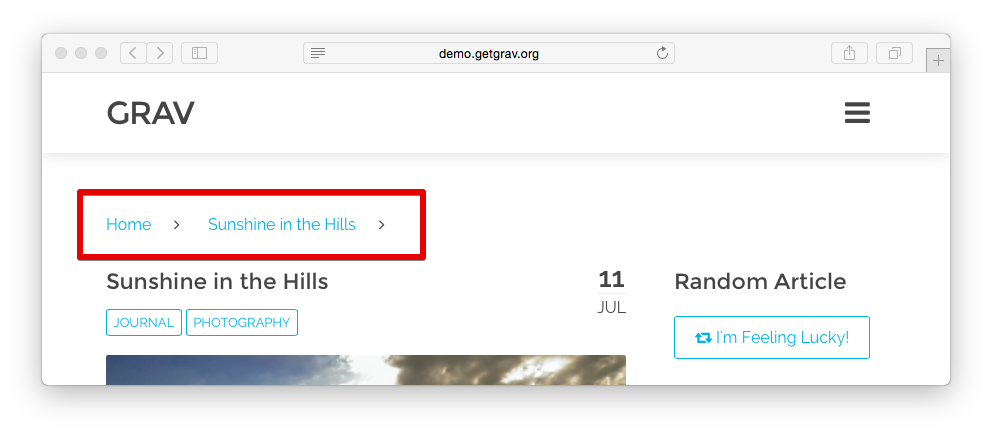 demo.getgrav.org
GRAV
Home > Sunshine in the Hills >
Sunshine in the Hills
11
JUL
JOURNAL PHOTOGRAPHY
Random Article
I'm Feeling Lucky!